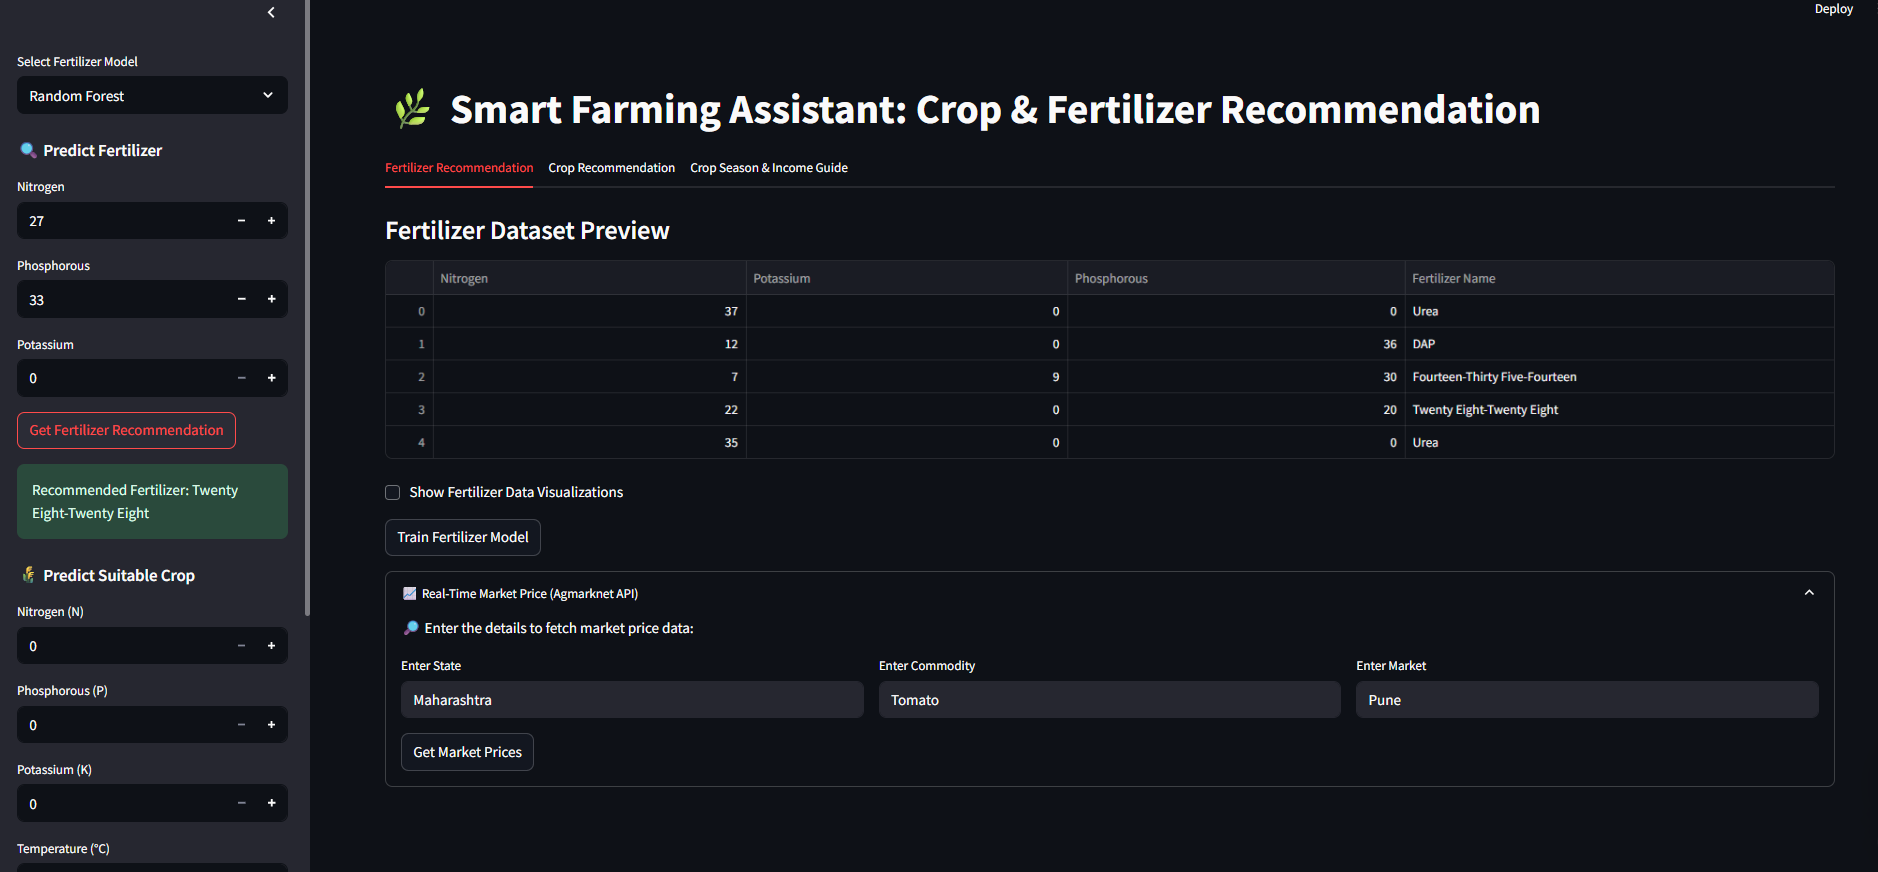 Deploy
Select Fertilizer Model
Random Forest
Predict Fertilizer
Nitrogen
27
Phosphorous
33
Potassium
0
Get Fertilizer Recommendation
Recommended Fertilizer: Twenty
Eight-Twenty Eight
Predict Suitable Crop
Nitrogen (N)
0
Phosphorous (P)
0
Potassium (K)
0
Temperature (°C)
Smart Farming Assistant: Crop & Fertilizer Recommendation
Fertilizer Recommendation Crop Recommendation Crop Season & Income Guide
Fertilizer Dataset Preview
Nitrogen Potassium Phosphorous Fertilizer Name
0 37 0 0 Urea
1 12 0 36 DAP
2 7 9 30 Fourteen-Thirty Five-Fourteen
3 22 0 20 Twenty Eight-Twenty Eight
4 35 0 0 Urea
Show Fertilizer Data Visualizations
Train Fertilizer Model
Real-Time Market Price (Agmarknet API)
Enter the details to fetch market price data:
Enter State Enter Commodity Enter Market
Maharashtra Tomato Pune
Get Market Prices